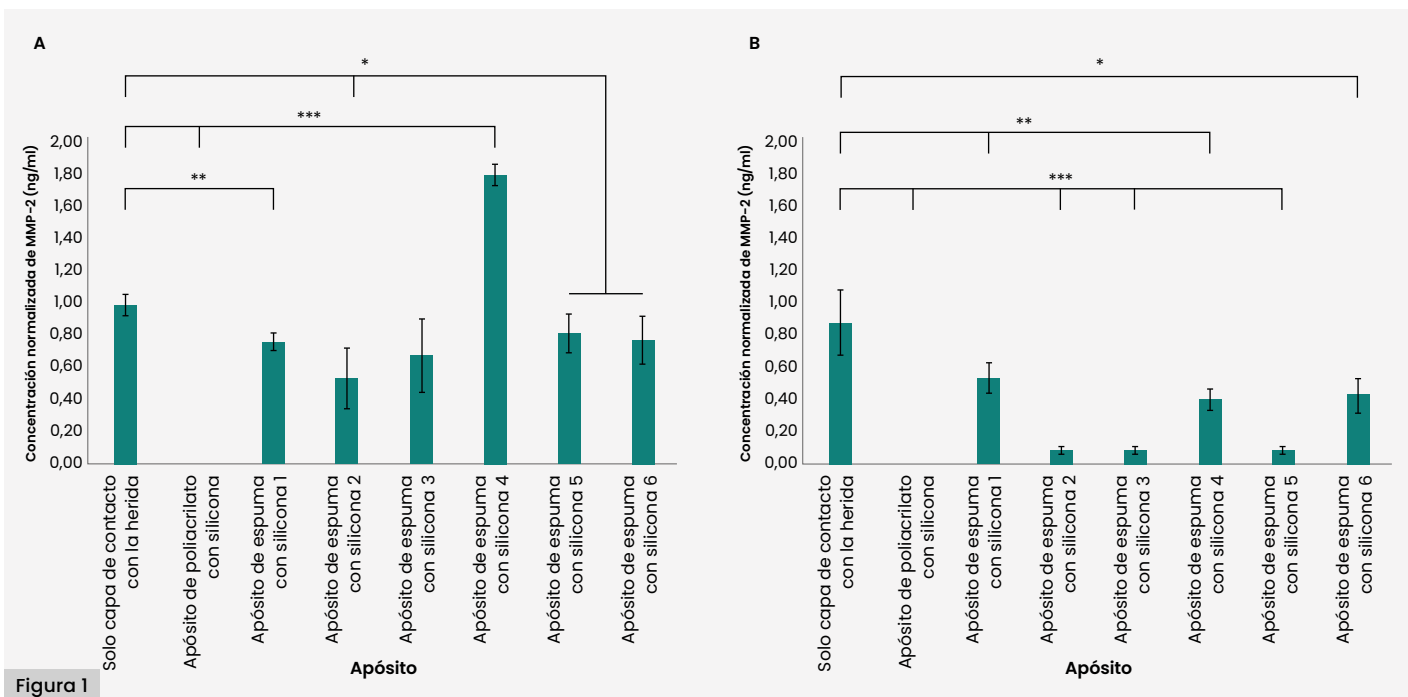 A
*
***
**
2,00
1,80
1,60
1,40
1,20
1,00
0,80
0,60
0,40
0,20
0,00
Concentración normalizada de MMP-2 (ng/ml)
Solo capa de contacto
con la herida
Apósito de poliacrilato
con silicona
Apósito de espuma
con silicona 1
Apósito de espuma
con silicona 2
Apósito de espuma
con silicona 3
Apósito de espuma
con silicona 4
Apósito de espuma
con silicona 5
Apósito de espuma
con silicona 6
Apósito
B
*
**
***
2,00
1,80
1,60
1,40
1,20
1,00
0,80
0,60
0,40
0,20
0,00
Concentración normalizada de MMP-2 (ng/ml)
Solo capa de contacto
con la herida
Apósito de poliacrilato
con silicona
Apósito de espuma
con silicona 1
Apósito de espuma
con silicona 2
Apósito de espuma
con silicona 3
Apósito de espuma
con silicona 4
Apósito de espuma
con silicona 5
Apósito de espuma
con silicona 6
Apósito
Figura 1